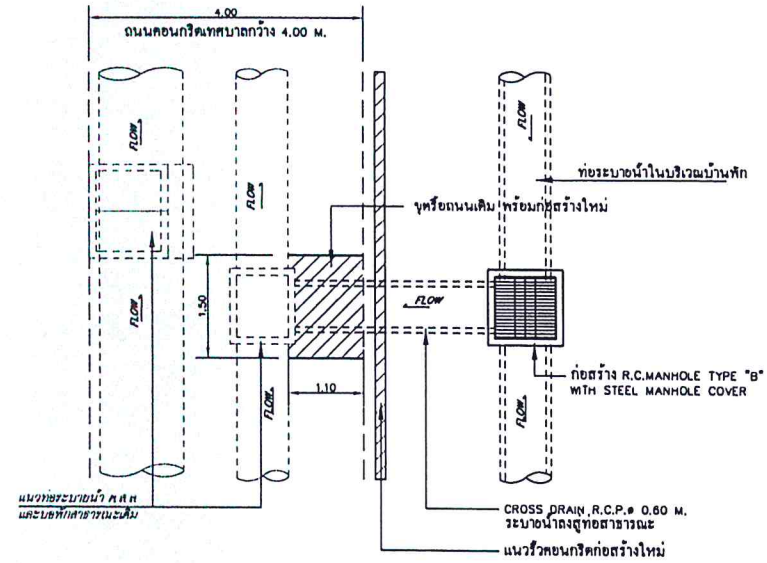 4.00
ถนนคอนกรีตเทศบาลกว้าง 4.00 M.
FLOW
FLOW
FLOW
ท่อระบายน้ำในบริเวณบ้านพัก
ขุดรื้อถนนเดิม พร้อมก่อสร้างใหม่
FLOW
1.50
FLOW
FLOW
ก่อสร้าง R.C.MANHOLE TYPE "B"
WITH STEEL MANHOLE COVER
1.10
FLOW
FLOW
แนวท่อระบายน้ำ ค.ส.ล
และบ่อพักสาธารณะเดิม
CROSS DRAIN R.C.P.ø 0.60 M.
ระบายน้ำลงสู่ท่อสาธารณะ
แนวรั้วคอนกรีตก่อสร้างใหม่